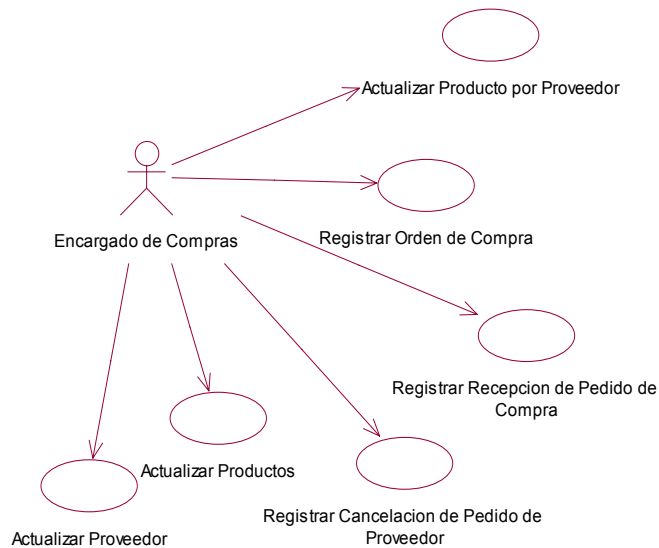 Actualizar Producto por Proveedor
Encargado de Compras
Registrar Orden de Compra
Registrar Recepcion de Pedido de
Compra
Actualizar Productos
Registrar Cancelacion de Pedido de
Proveedor
Actualizar Proveedor